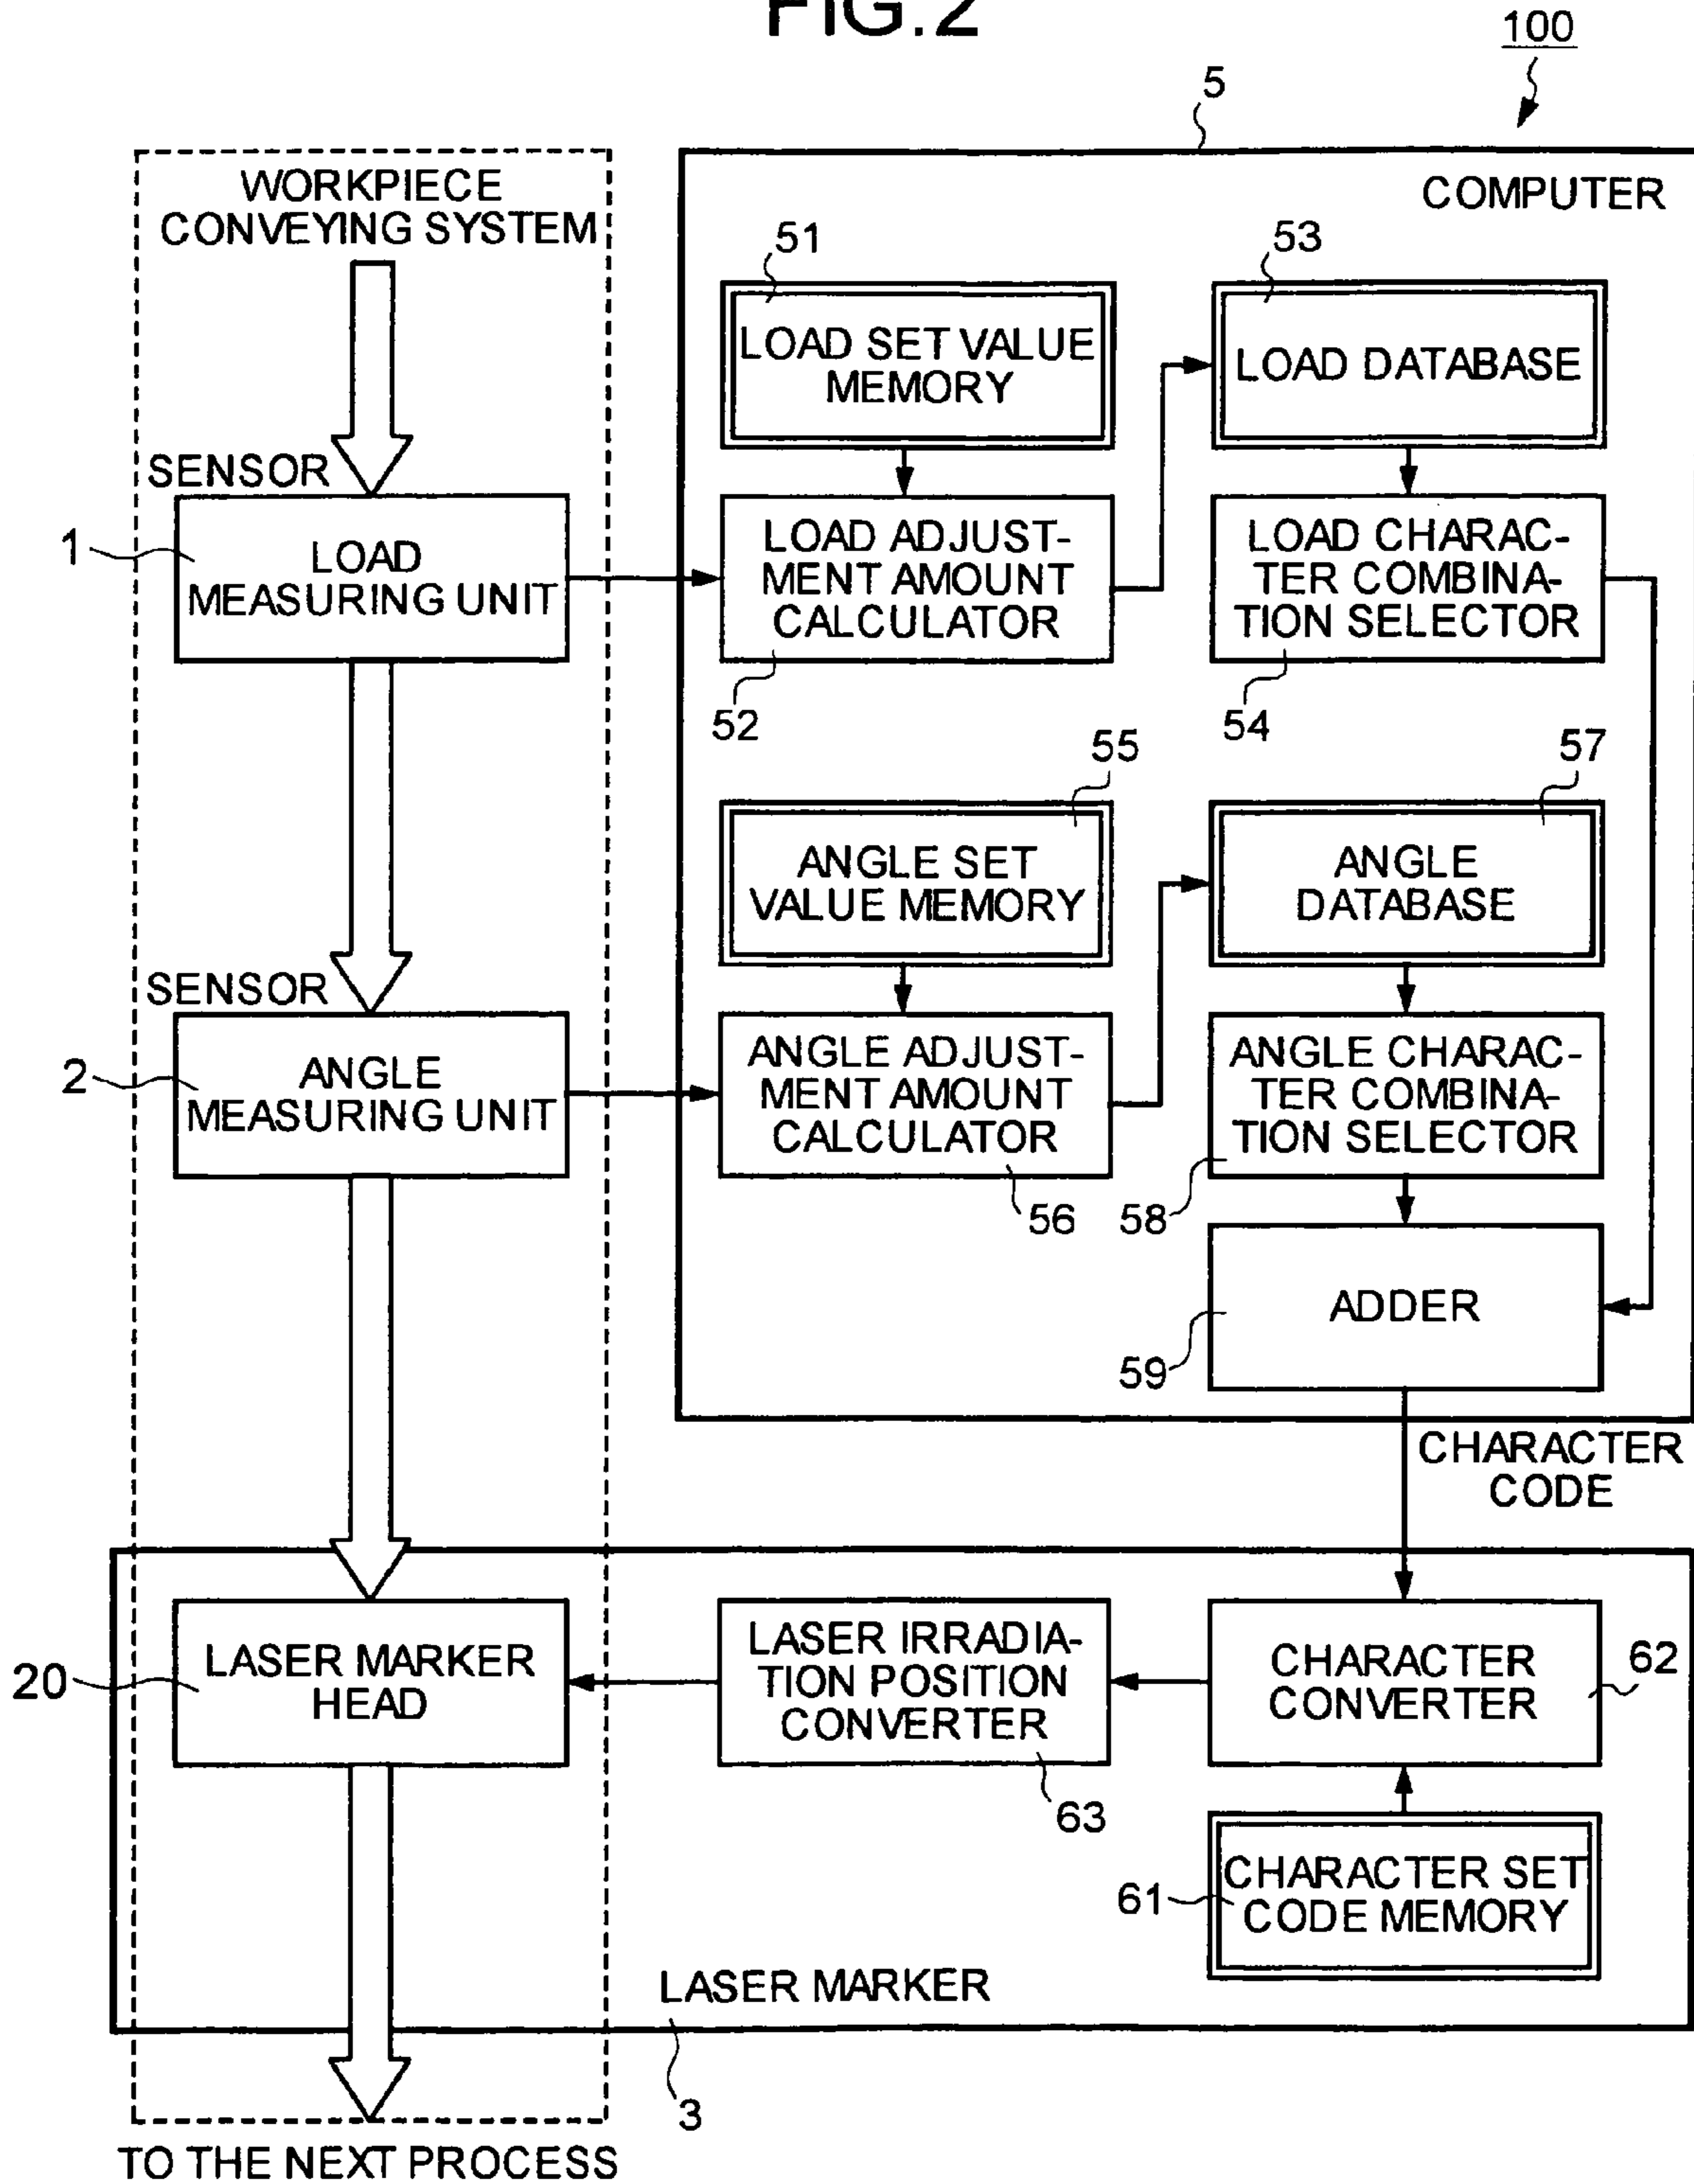 FIG.2
100
5
WORKPIECE
CONVEYING SYSTEM
COMPUTER
51
LOAD SET VALUE
MEMORY
53
LOAD DATABASE
SENSOR
1
LOAD
MEASURING UNIT
LOAD ADJUST-
MENT AMOUNT
CALCULATOR
52
LOAD CHARAC-
TER COMBINA-
TION SELECTOR
54
55
ANGLE SET
VALUE MEMORY
57
ANGLE
DATABASE
SENSOR
2
ANGLE
MEASURING UNIT
ANGLE ADJUST-
MENT AMOUNT
CALCULATOR
56
ANGLE CHARAC-
TER COMBINA-
TION SELECTOR
58
ADDER
59
CHARACTER
CODE
20
LASER MARKER
HEAD
LASER IRRADIA-
TION POSITION
CONVERTER
63
CHARACTER
CONVERTER
62
61
CHARACTER SET
CODE MEMORY
LASER MARKER
3
TO THE NEXT PROCESS